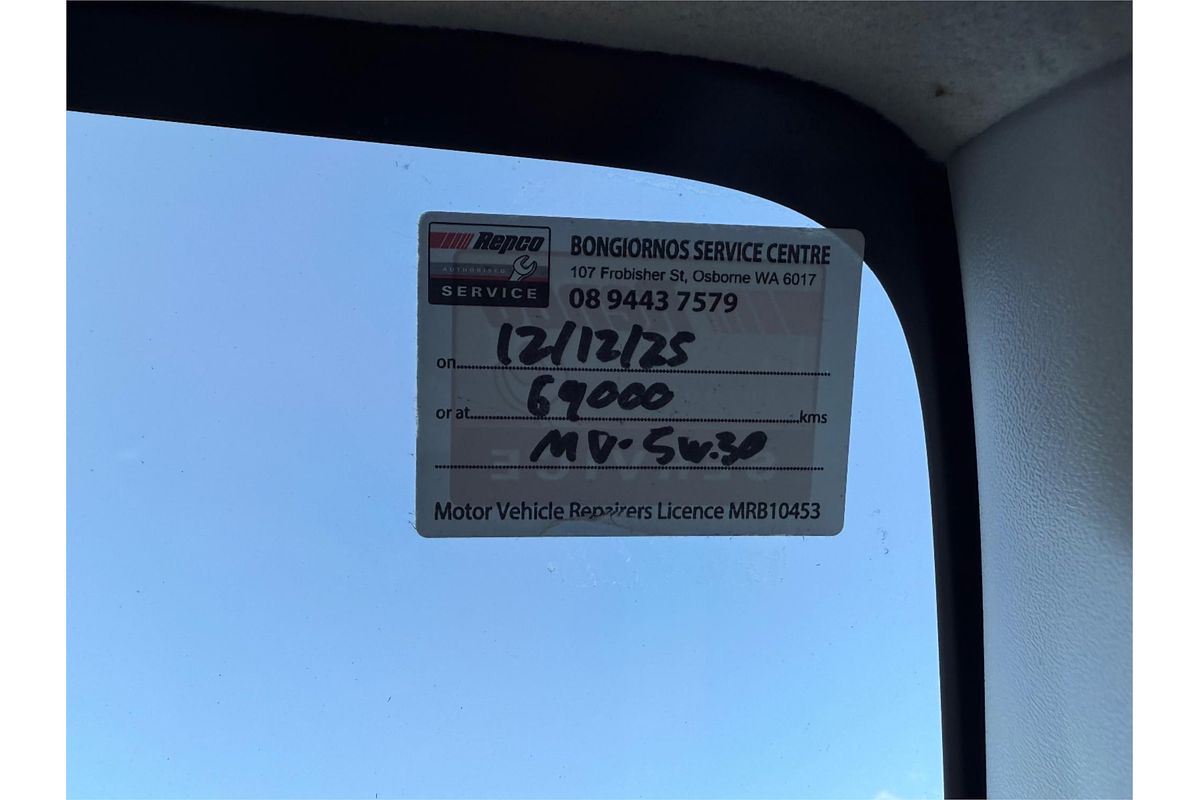 Repco
AUTHORISED
SERVICE
BONGIORNOS SERVICE CENTRE
107 Frobisher St, Osborne WA 6017
08 9443 7579
on 12/12/25
or at 69000 kms
MV-5W.30
Motor Vehicle Repairers Licence MRB10453
SERVICE